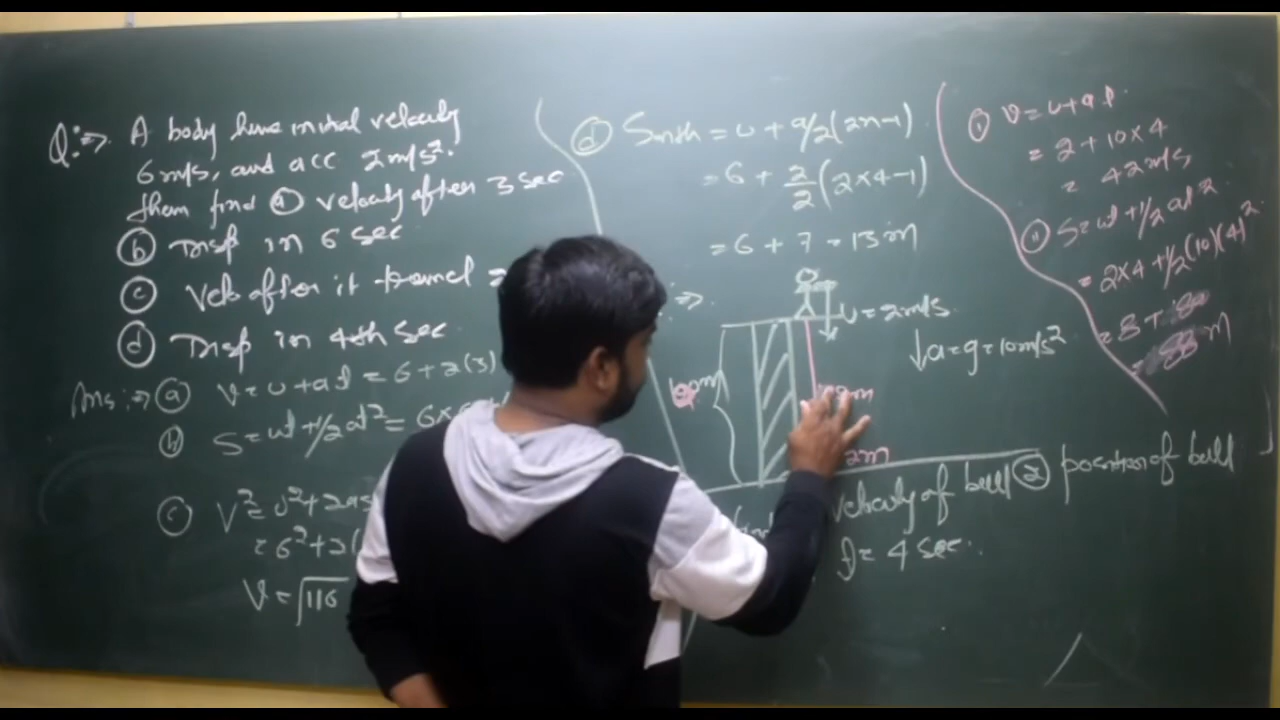 Q:⇒ A body have initial velocity
6 m/s, and acc 2 m/s².
them find ⓐ velocity after 3 sec
ⓑ Disp in 6 sec
ⓒ Velo after it travel
ⓓ Disp in 4th sec
Ans:⇒ ⓐ V = u + at = 6 + 2(3)
ⓑ S = ut + 1/2 at² =
ⓒ V² = u² + 2as
= 6² + 2(
V = √116
ⓓ Snth = u + a/2 (2n-1)
= 6 + 2/2 (2×4-1)
= 6 + 7 = 13 m
:⇒
u = 2 m/s
↓a = g = 10 m/s²
2m
velocity of ball ② position of ball
t = 4 sec.
① V = u + at
= 2 + 10 × 4
= 42 m/s
② S = ut + 1/2 at²
= 2×4 + 1/2 (10)(4)²
= 8 + 80
88 m